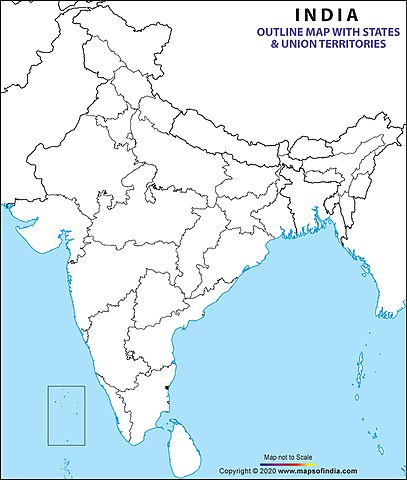 INDIA
OUTLINE MAP WITH STATES
& UNION TERRITORIES
Map not to Scale
Copyright © 2020 www.mapsofindia.com